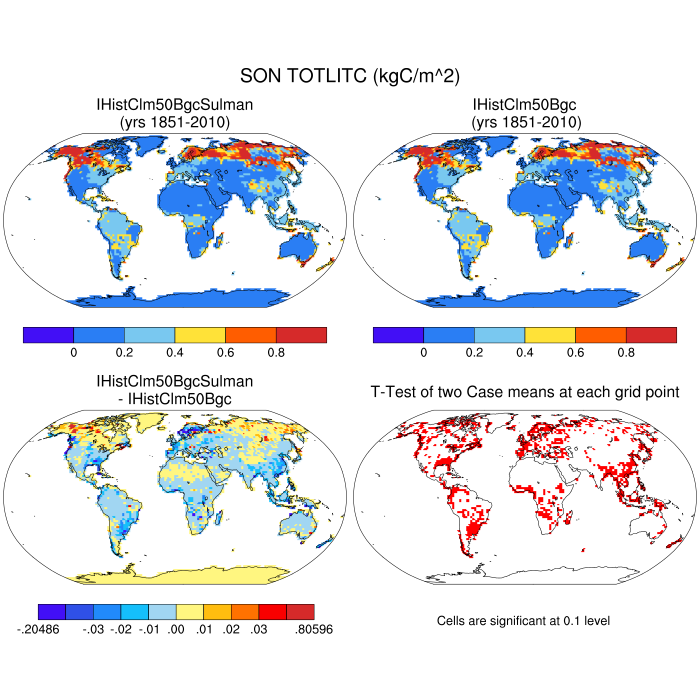 SON TOTLITC (kgC/m^2)
IHistClm50BgcSulman
(yrs 1851-2010)
IHistClm50Bgc
(yrs 1851-2010)
0 0.2 0.4 0.6 0.8
0 0.2 0.4 0.6 0.8
IHistClm50BgcSulman
- IHistClm50Bgc
T-Test of two Case means at each grid point
-.20486 -.03 -.02 -.01 .00 .01 .02 .03 .80596
Cells are significant at 0.1 level